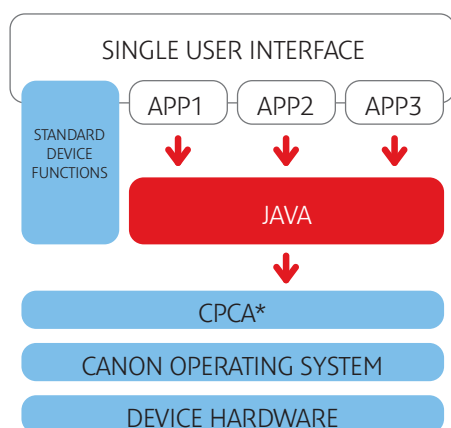 SINGLE USER INTERFACE
APP1
APP2
APP3
STANDARD
DEVICE
FUNCTIONS
JAVA
CPCA*
CANON OPERATING SYSTEM
DEVICE HARDWARE